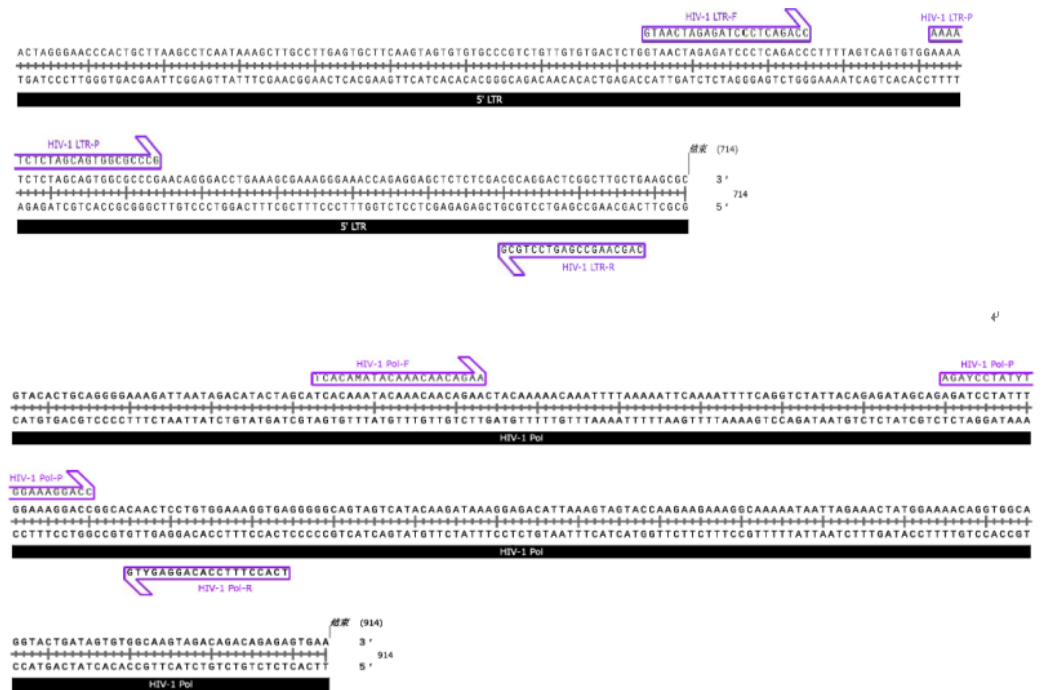 HIV-1 LTR-F HIV-1 LTR-P
GTAACTAGAGATCCCTCAGACC AAAA
ACTAGGGAACCCACTGCTTAAGCCTCAATAAAGCTTGCCTTGAGTGCTTCAAGTAGTGTGTGCCCGTCTGTTGTGTGACTCTGGTAACTAGAGATCCCTCAGACCCTTTTAGTCAGTGTGGAAAA
TGATCCCTTGGGTGACGAATTCGGAGTTATTTCGAACGGAACTCACGAAGTTCATCACACACGGGCAGACAACACACTGAGACCATTGATCTCTAGGGAGTCTGGGAAAATCAGTCACACCTTTT
5' LTR
HIV-1 LTR-P 结束 (714)
TCTCTAGCAGTGGCGCCCG
TCTCTAGCAGTGGCGCCCGAACAGGGACCTGAAAGCGAAAGGGAAACCAGAGGAGCTCTCTCGACGCAGGACTCGGCTTGCTGAAGCGC 3'
714
AGAGATCGTCACCGCGGGCTTGTCCCTGGACTTTCGCTTTCCCTTTGGTCTCCTCGAGAGAGCTGCGTCCTGAGCCGAACGACTTCGCG 5'
5' LTR
GCGTCCTGAGCCGAACGAC
HIV-1 LTR-R
HIV-1 Pol-F HIV-1 Pol-P
TCACAMATACAAACAACAGAA AGAYCCTATYT
GTACACTGCAGGGGAAAGATTAATAGACATACTAGCATCACAAATACAAACAACAGAACTACAAAAACAAATTTTAAAAATTCAAAATTTTCAGGTCTATTACAGAGATAGCAGAGATCCTATTT
CATGTGACGTCCCCTTTCTAATTATCTGTATGATCGTAGTGTTTATGTTTGTTGTCTTGATGTTTTTGTTTAAAATTTTTAAGTTTTAAAAGTCCAGATAATGTCTCTATCGTCTCTAGGATAAA
HIV-1 Pol
HIV-1 Pol-P
GGAAAGGACC
GGAAAGGACCGGCACAACTCCTGTGGAAAGGTGAGGGGGCAGTAGTCATACAAGATAAAGGAGACATTAAAGTAGTACCAAGAAGAAAGGCAAAAATAATTAGAAACTATGGAAAACAGGTGGCA
CCTTTCCTGGCCGTGTTGAGGACACCTTTCCACTCCCCCGTCATCAGTATGTTCTATTTCCTCTGTAATTTCATCATGGTTCTTCTTTCCGTTTTTATTAATCTTTGATACCTTTTGTCCACCGT
HIV-1 Pol
GTYGAGGACACCTTTCCACT
HIV-1 Pol-R
结束 (914)
GGTACTGATAGTGTGGCAAGTAGACAGACAGAGAGTGAA 3'
914
CCATGACTATCACACCGTTCATCTGTCTGTCTCTCACTT 5'
HIV-1 Pol